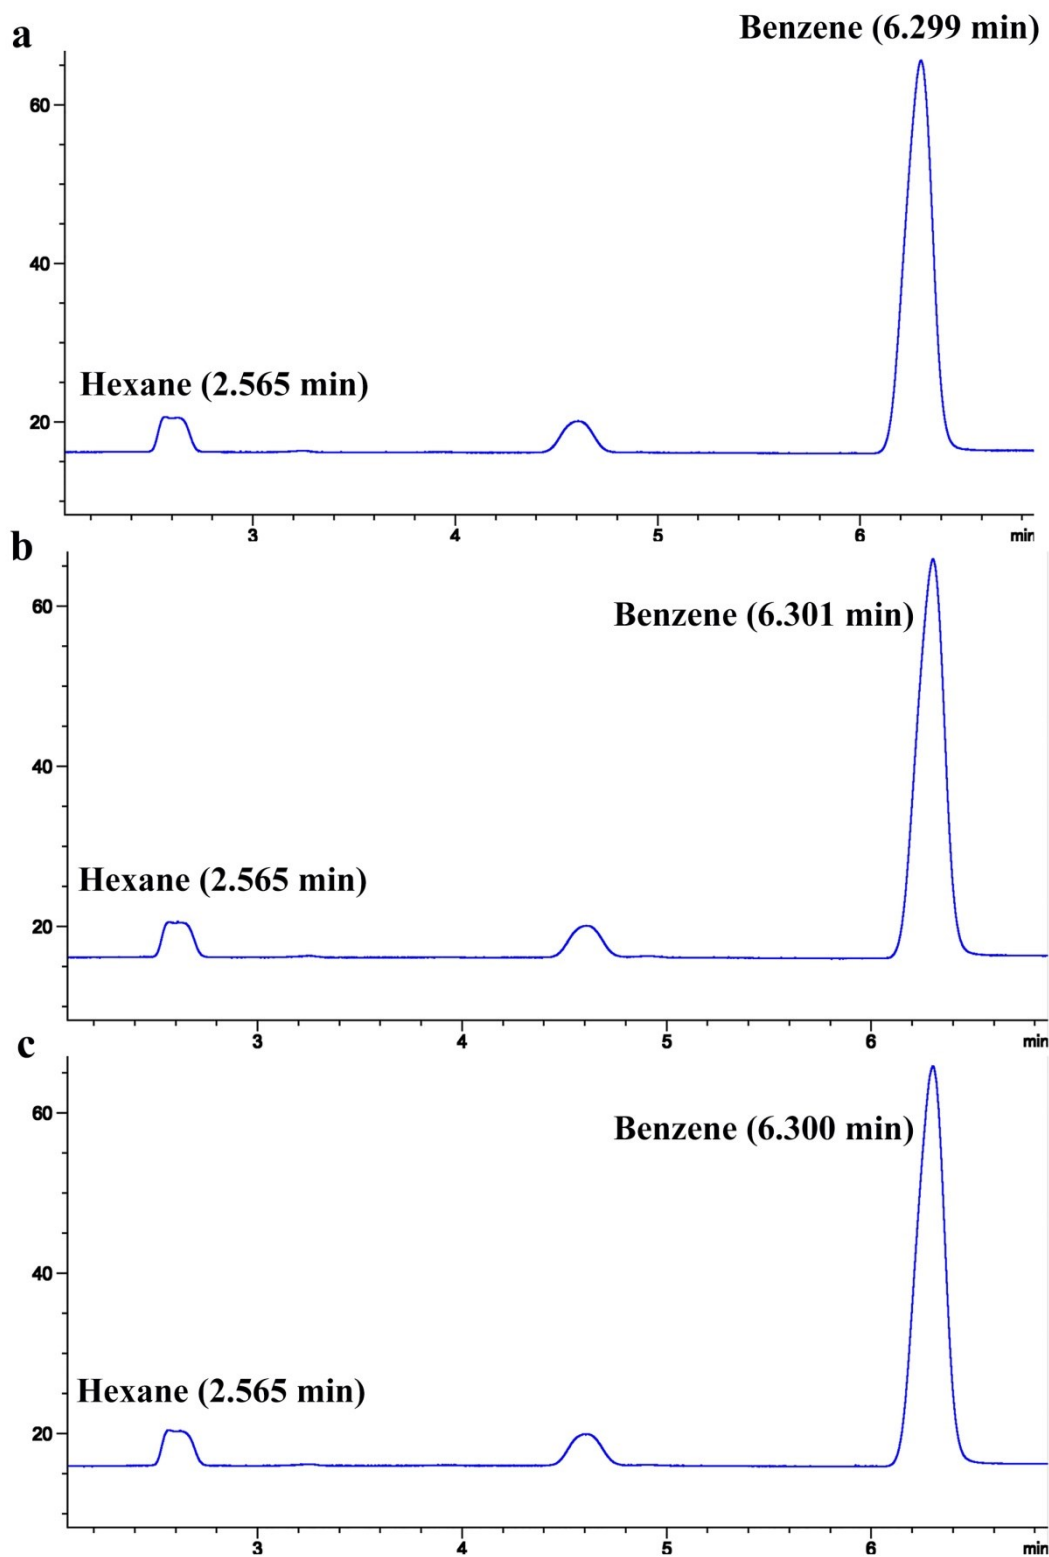 a
Benzene (6.299 min)
60
40
Hexane (2.565 min)
20
3 4 5 6 min
b
60
Benzene (6.301 min)
40
Hexane (2.565 min)
20
3 4 5 6 min
c
60
Benzene (6.300 min)
40
Hexane (2.565 min)
20
3 4 5 6 min